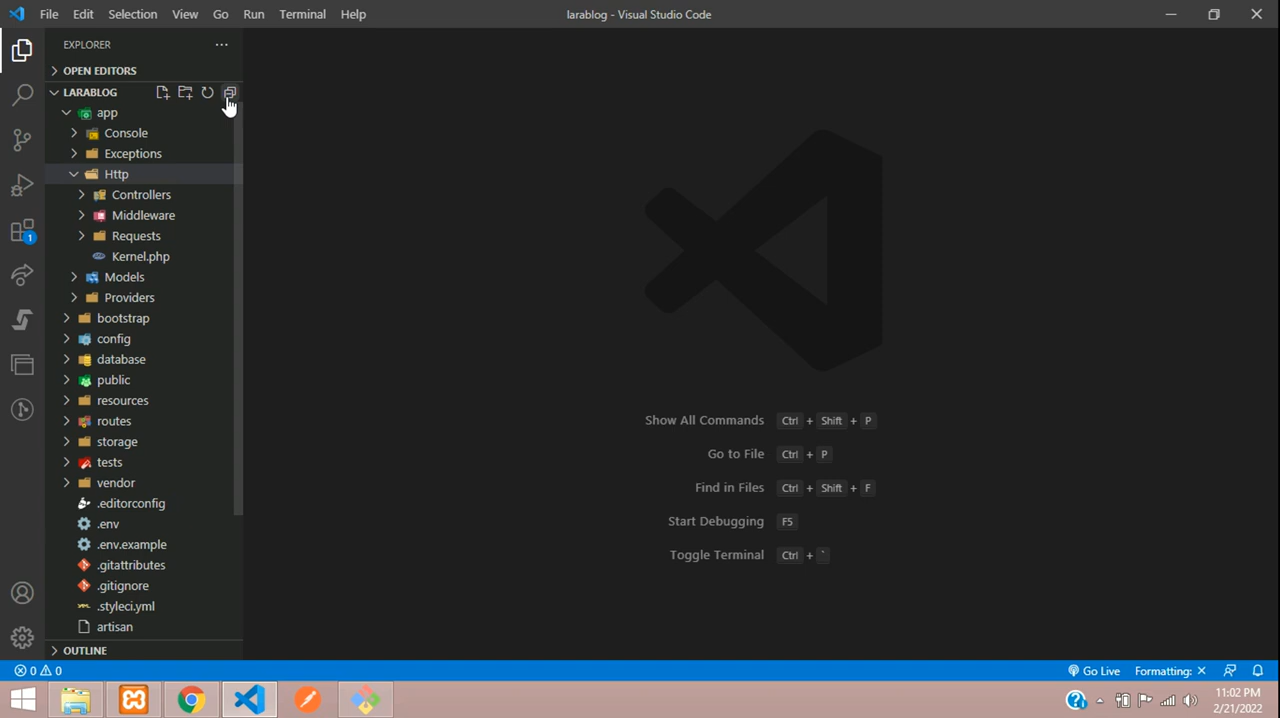 File Edit Selection View Go Run Terminal Help larablog - Visual Studio Code
EXPLORER
OPEN EDITORS
LARABLOG
app
Console
Exceptions
Http
Controllers
Middleware
Requests
Kernel.php
Models
Providers
bootstrap
config
database
public
resources
routes
storage
tests
vendor
.editorconfig
.env
.env.example
.gitattributes
.gitignore
.styleci.yml
artisan
OUTLINE
Show All Commands Ctrl + Shift + P
Go to File Ctrl + P
Find in Files Ctrl + Shift + F
Start Debugging F5
Toggle Terminal Ctrl + `
1
0 0
Go Live Formatting: ×
11:02 PM
2/21/2022